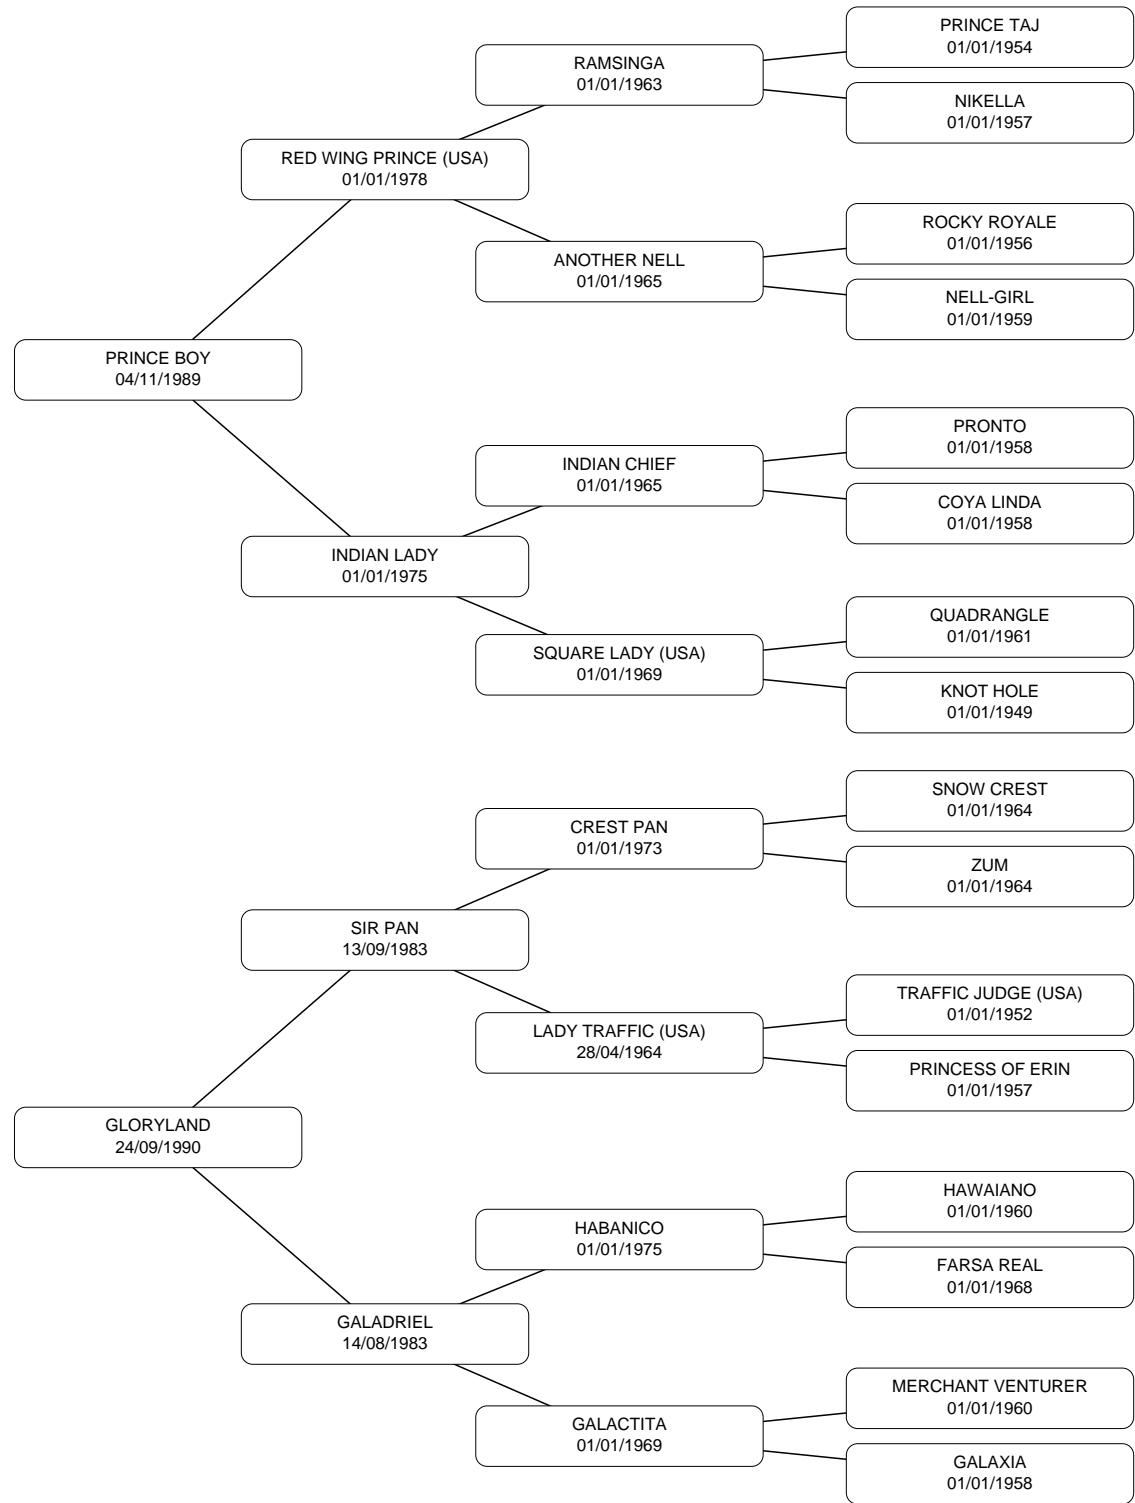 PRINCE TAJ
01/01/1954
RAMSINGA
01/01/1963
NIKELLA
01/01/1957
RED WING PRINCE (USA)
01/01/1978
ROCKY ROYALE
01/01/1956
ANOTHER NELL
01/01/1965
NELL-GIRL
01/01/1959
PRINCE BOY
04/11/1989
PRONTO
01/01/1958
INDIAN CHIEF
01/01/1965
COYA LINDA
01/01/1958
INDIAN LADY
01/01/1975
QUADRANGLE
01/01/1961
SQUARE LADY (USA)
01/01/1969
KNOT HOLE
01/01/1949
SNOW CREST
01/01/1964
CREST PAN
01/01/1973
ZUM
01/01/1964
SIR PAN
13/09/1983
TRAFFIC JUDGE (USA)
01/01/1952
LADY TRAFFIC (USA)
28/04/1964
PRINCESS OF ERIN
01/01/1957
GLORYLAND
24/09/1990
HAWAIANO
01/01/1960
HABANICO
01/01/1975
FARSA REAL
01/01/1968
GALADRIEL
14/08/1983
MERCHANT VENTURER
01/01/1960
GALACTITA
01/01/1969
GALAXIA
01/01/1958